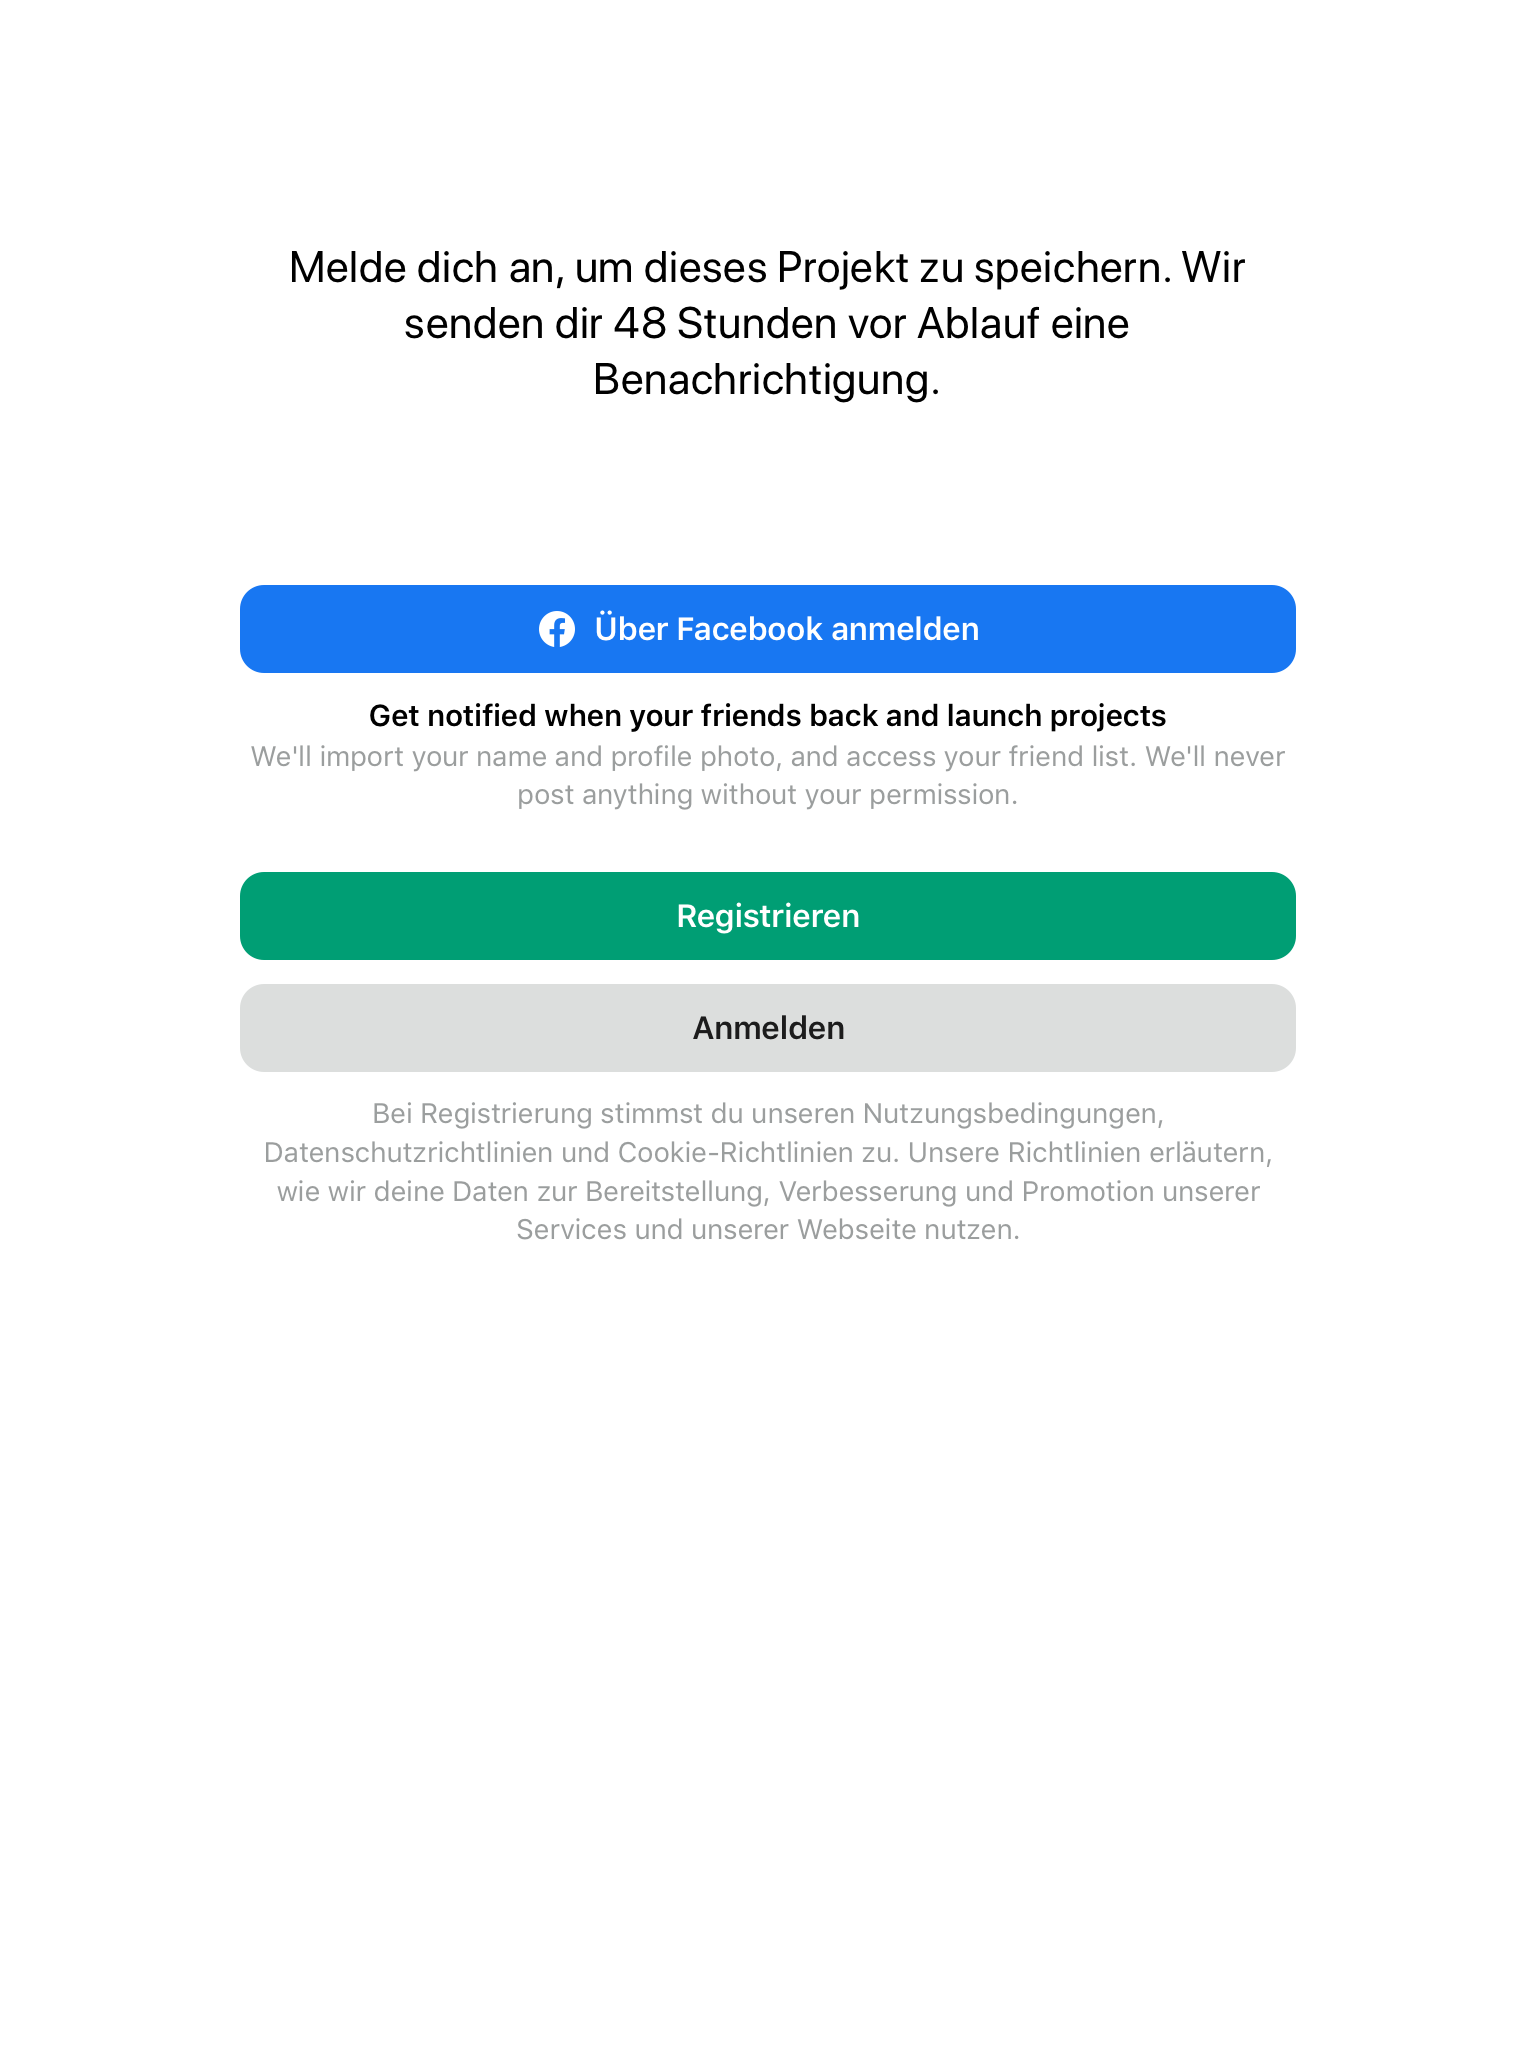 Melde dich an, um dieses Projekt zu speichern. Wir
senden dir 48 Stunden vor Ablauf eine
Benachrichtigung.
Über Facebook anmelden
Get notified when your friends back and launch projects
We'll import your name and profile photo, and access your friend list. We'll never
post anything without your permission.
Registrieren
Anmelden
Bei Registrierung stimmst du unseren Nutzungsbedingungen,
Datenschutzrichtlinien und Cookie-Richtlinien zu. Unsere Richtlinien erläutern,
wie wir deine Daten zur Bereitstellung, Verbesserung und Promotion unserer
Services und unserer Webseite nutzen.